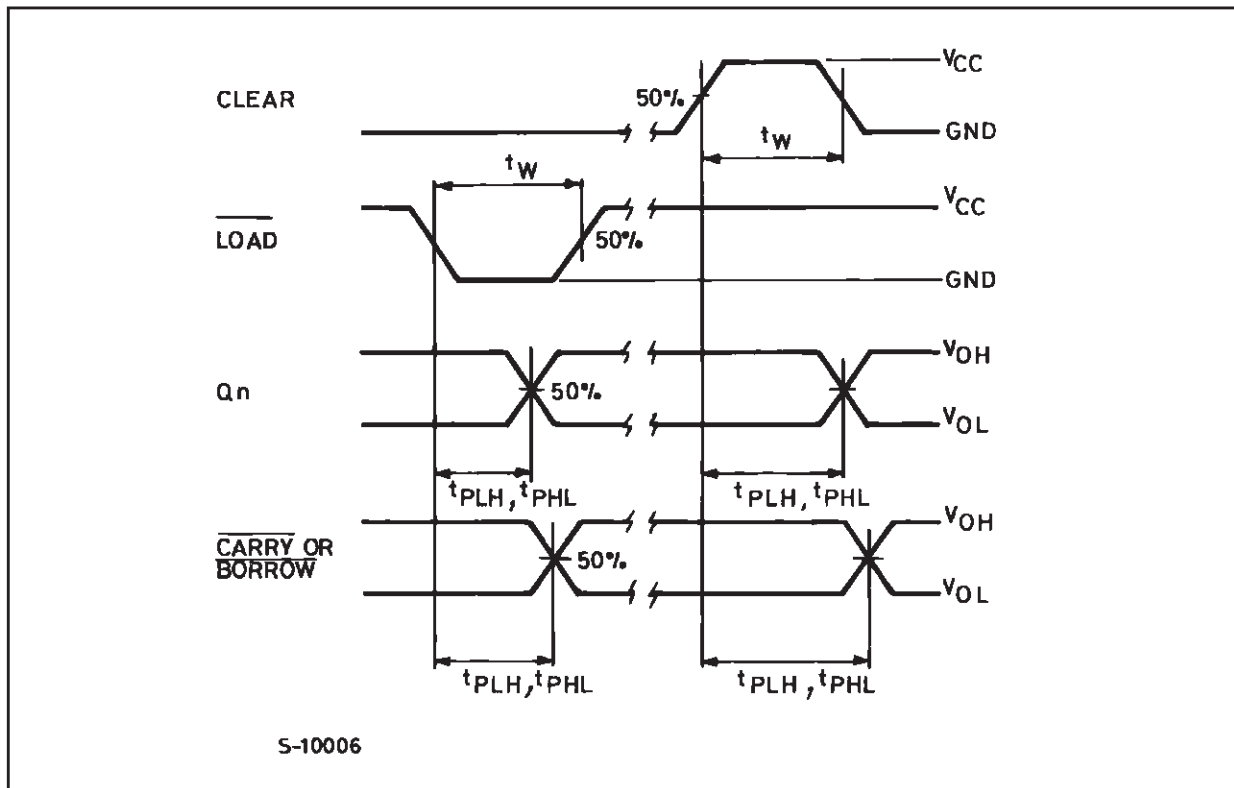 CLEAR
50%
VCC
GND
tW
tW
LOAD
50%
VCC
GND
Qn
50%
VOH
VOL
tPLH, tPHL
tPLH, tPHL
CARRY OR
BORROW
50%
VOH
VOL
tPLH, tPHL
tPLH, tPHL
S-10006